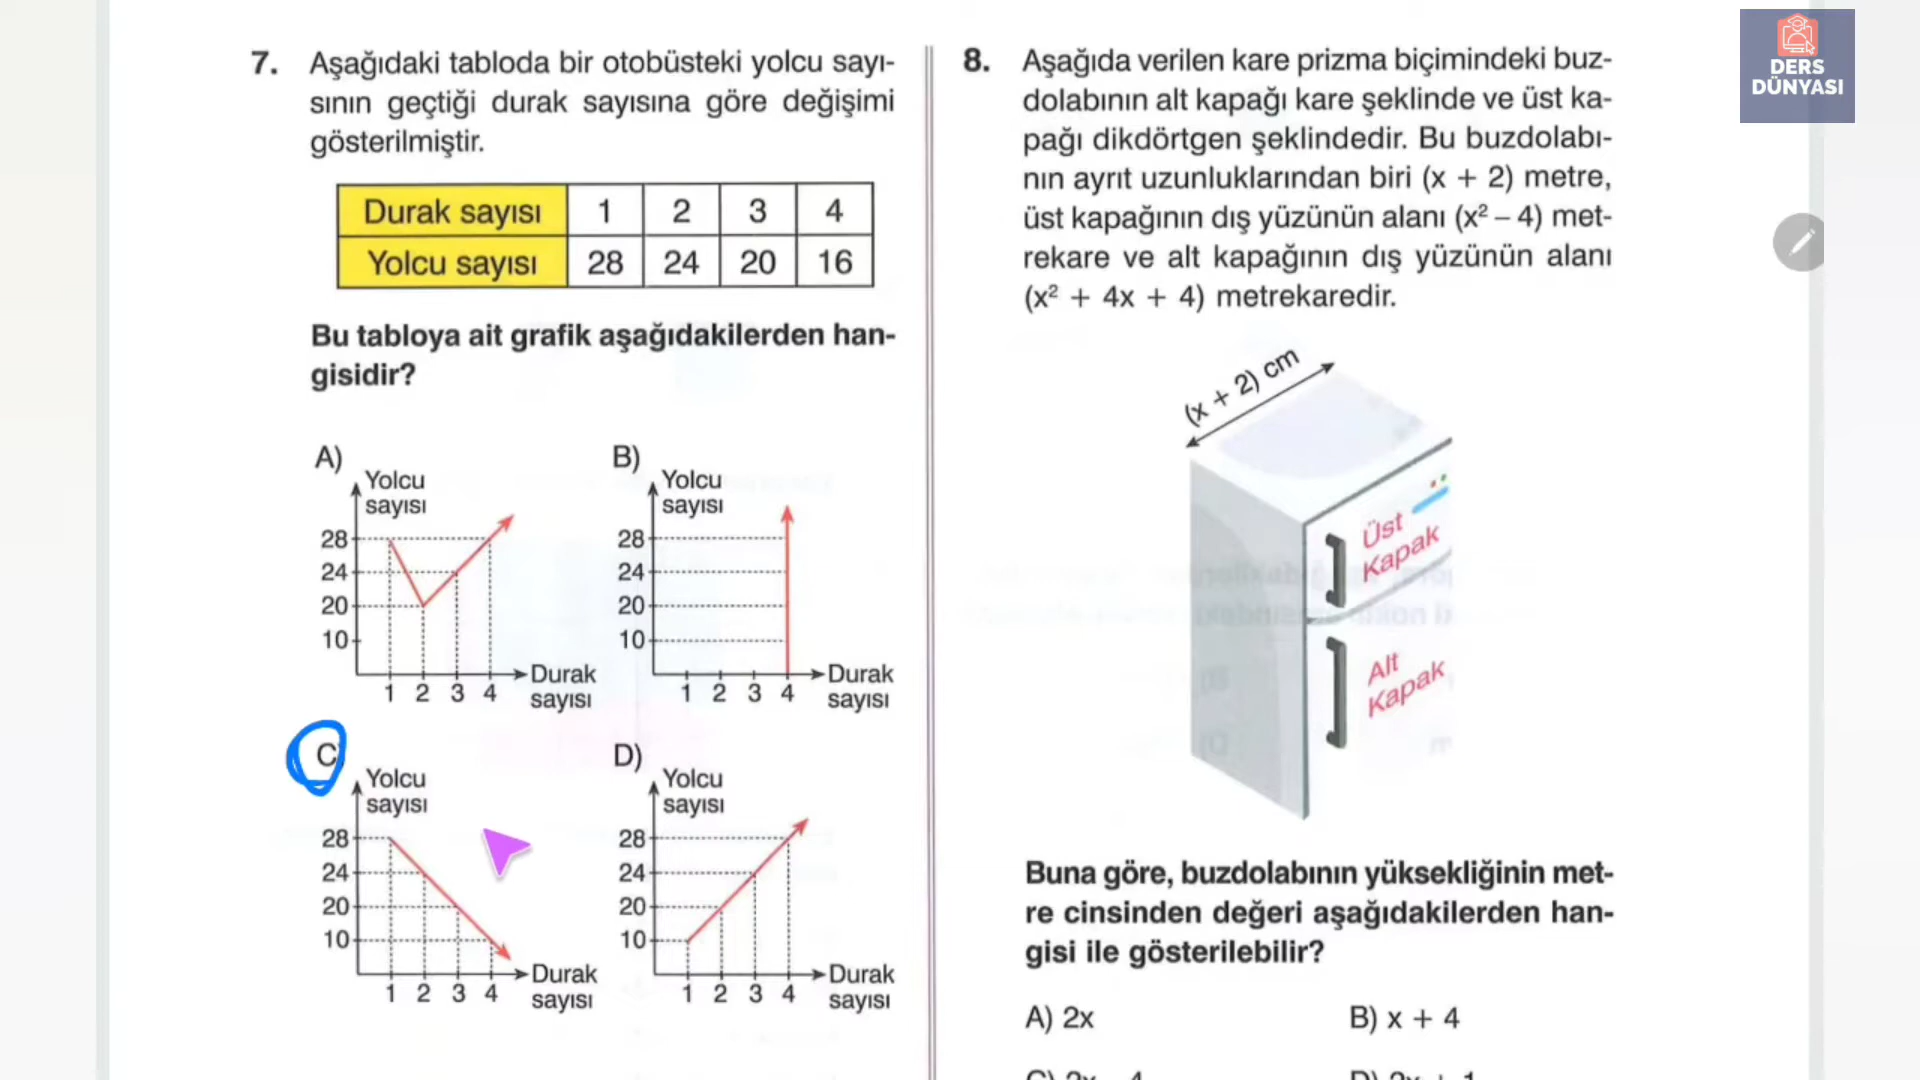 DERS
DÜNYASI
7. Aşağıdaki tabloda bir otobüsteki yolcu sayı-
sının geçtiği durak sayısına göre değişimi
gösterilmiştir.
Durak sayısı 1 2 3 4
Yolcu sayısı 28 24 20 16
Bu tabloya ait grafik aşağıdakilerden han-
gisidir?
A)
Yolcu
sayısı
28
24
20
10
1 2 3 4
Durak
sayısı
B)
Yolcu
sayısı
28
24
20
10
1 2 3 4
Durak
sayısı
C)
Yolcu
sayısı
28
24
20
10
1 2 3 4
Durak
sayısı
D)
Yolcu
sayısı
28
24
20
10
1 2 3 4
Durak
sayısı
8. Aşağıda verilen kare prizma biçimindeki buz-
dolabının alt kapağı kare şeklinde ve üst ka-
pağı dikdörtgen şeklindedir. Bu buzdolabı-
nın ayrıt uzunluklarından biri (x + 2) metre,
üst kapağının dış yüzünün alanı (x² – 4) met-
rekare ve alt kapağının dış yüzünün alanı
(x² + 4x + 4) metrekaredir.
(x + 2) cm
Üst
Kapak
Alt
Kapak
Buna göre, buzdolabının yüksekliğinin met-
re cinsinden değeri aşağıdakilerden han-
gisi ile gösterilebilir?
A) 2x
B) x + 4